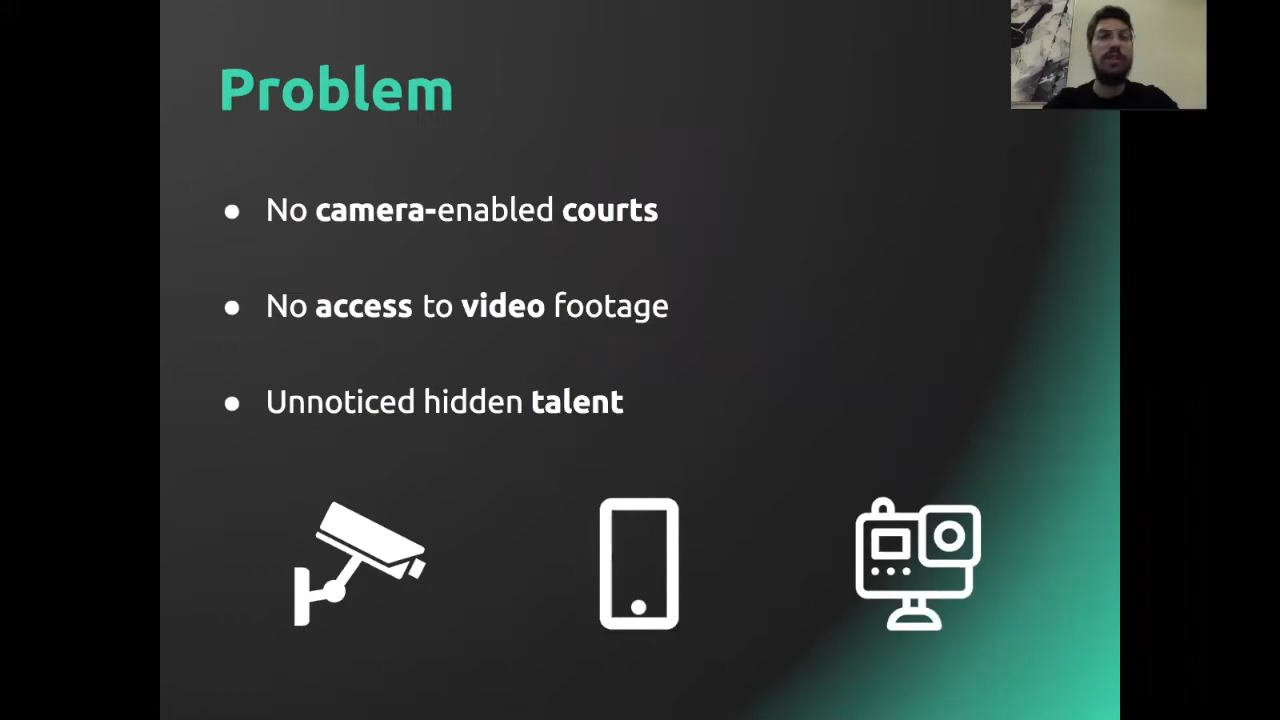 Problem
● No camera-enabled courts
● No access to video footage
● Unnoticed hidden talent